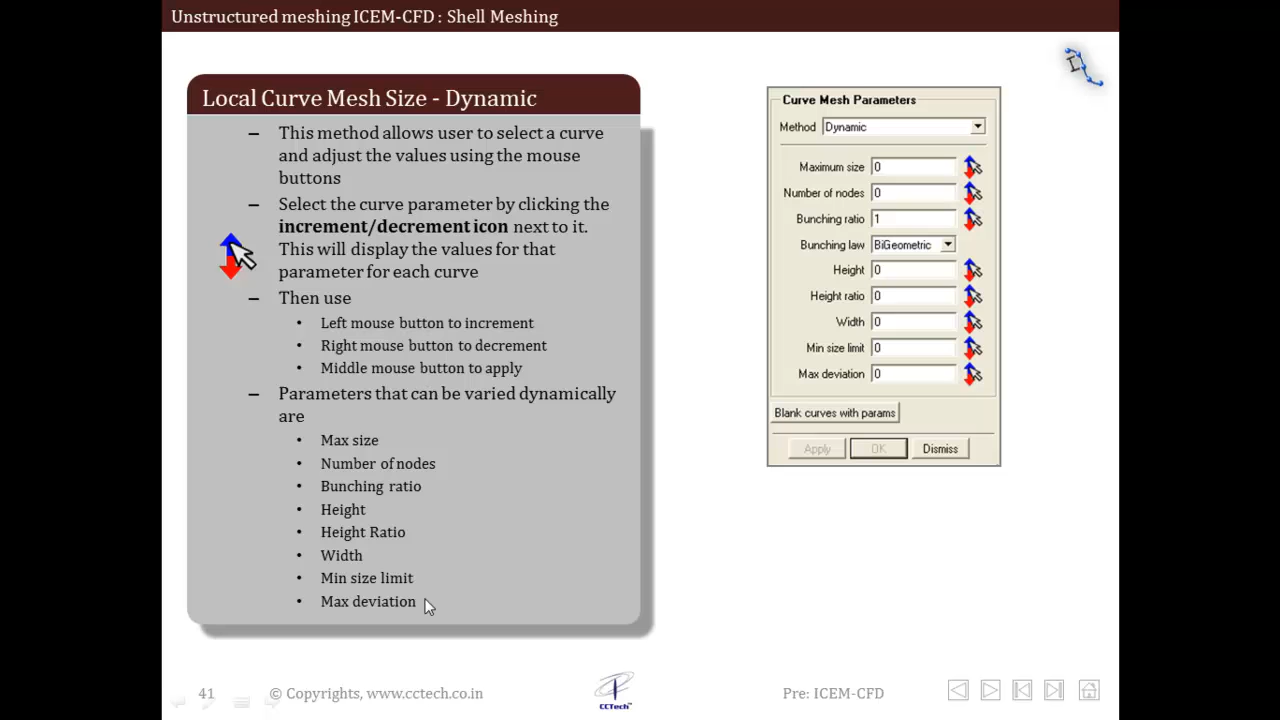 Unstructured meshing ICEM-CFD : Shell Meshing
Local Curve Mesh Size - Dynamic
– This method allows user to select a curve
and adjust the values using the mouse
buttons
– Select the curve parameter by clicking the
increment/decrement icon next to it.
This will display the values for that
parameter for each curve
– Then use
• Left mouse button to increment
• Right mouse button to decrement
• Middle mouse button to apply
– Parameters that can be varied dynamically
are
• Max size
• Number of nodes
• Bunching ratio
• Height
• Height Ratio
• Width
• Min size limit
• Max deviation
Curve Mesh Parameters
Method Dynamic
Maximum size 0
Number of nodes 0
Bunching ratio 1
Bunching law BiGeometric
Height 0
Height ratio 0
Width 0
Min size limit 0
Max deviation 0
Blank curves with params
Apply OK Dismiss
41 © Copyrights, www.cctech.co.in
CCTech™
Pre: ICEM-CFD